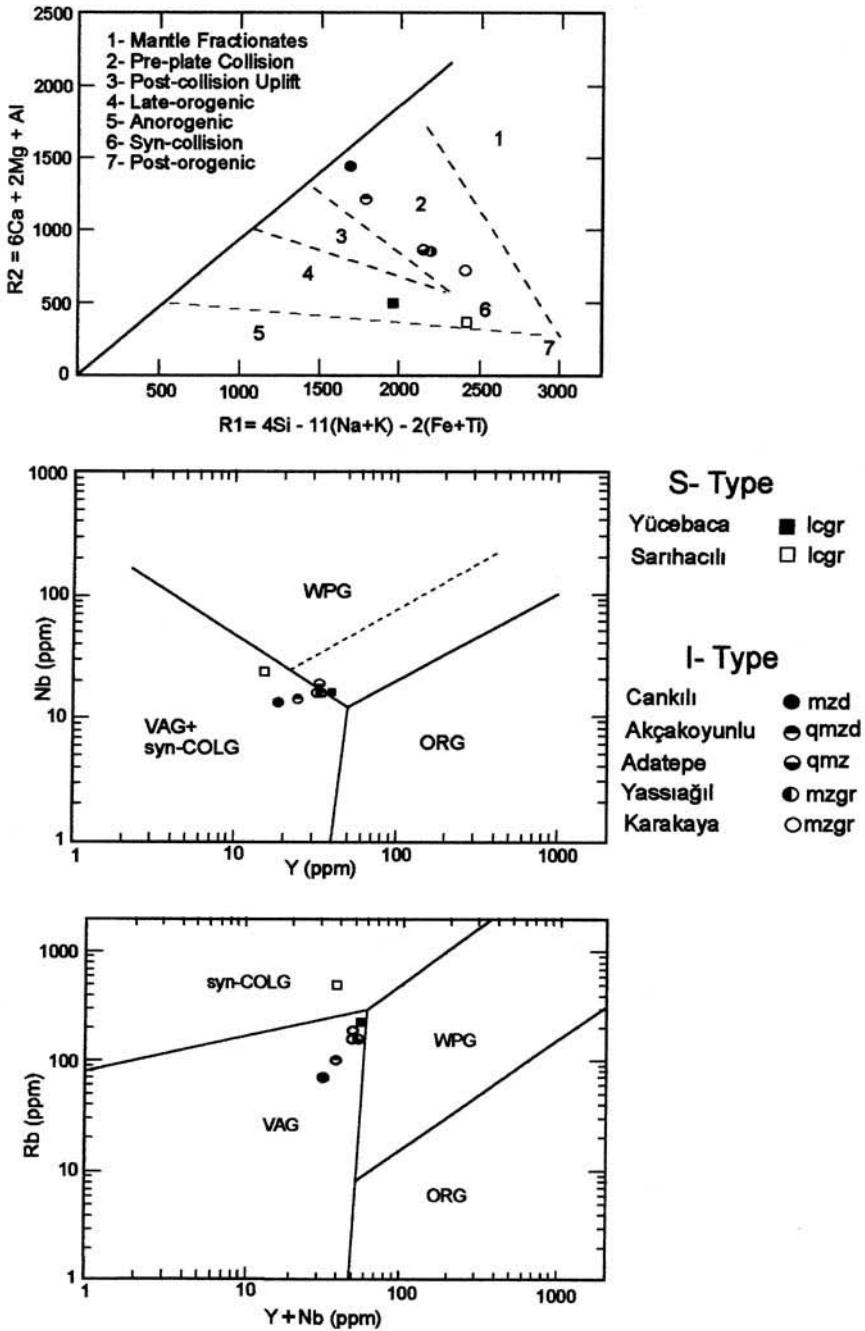 2500
2000
1500
1000
500
0
R2 = 6Ca + 2Mg + Al
1- Mantle Fractionates
2- Pre-plate Collision
3- Post-collision Uplift
4- Late-orogenic
5- Anorogenic
6- Syn-collision
7- Post-orogenic
1
2
3
4
5
6
7
500
1000
1500
2000
2500
3000
R1= 4Si - 11(Na+K) - 2(Fe+Ti)
1000
100
10
1
Nb (ppm)
WPG
VAG+
syn-COLG
ORG
1
10
100
1000
Y (ppm)
S- Type
Yücebaca lcgr
Sarıhacılı lcgr
I- Type
Cankılı mzd
Akçakoyunlu qmzd
Adatepe qmz
Yassıağıl mzgr
Karakaya mzgr
1000
100
10
1
Rb (ppm)
syn-COLG
WPG
VAG
ORG
1
10
100
1000
Y+Nb (ppm)